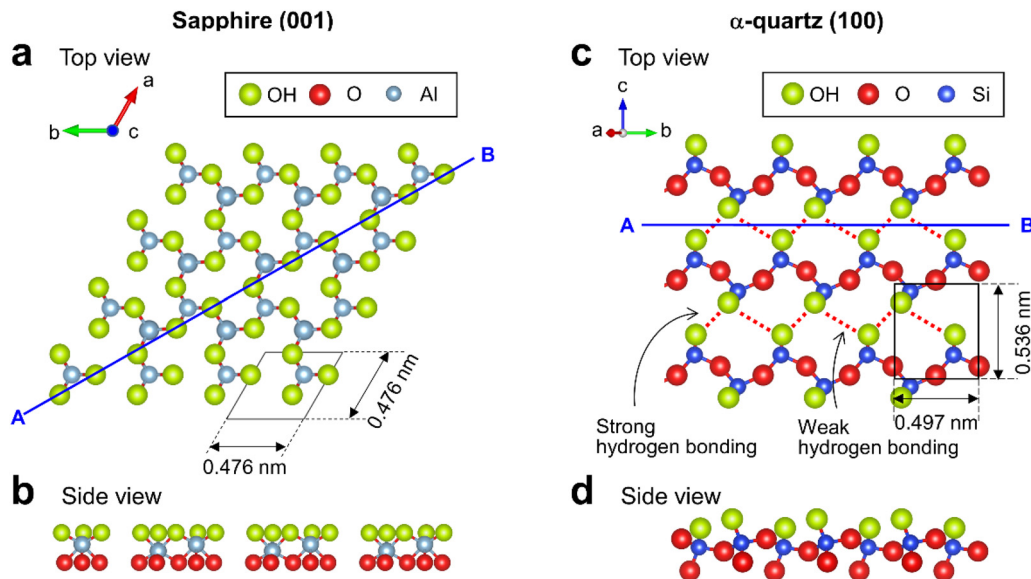 Sapphire (001)
α-quartz (100)
a
Top view
a
b
c
OH O Al
A
B
0.476 nm
0.476 nm
b
Side view
c
Top view
c
a
b
OH O Si
A
B
0.536 nm
0.497 nm
Strong
hydrogen bonding
Weak
hydrogen bonding
d
Side view